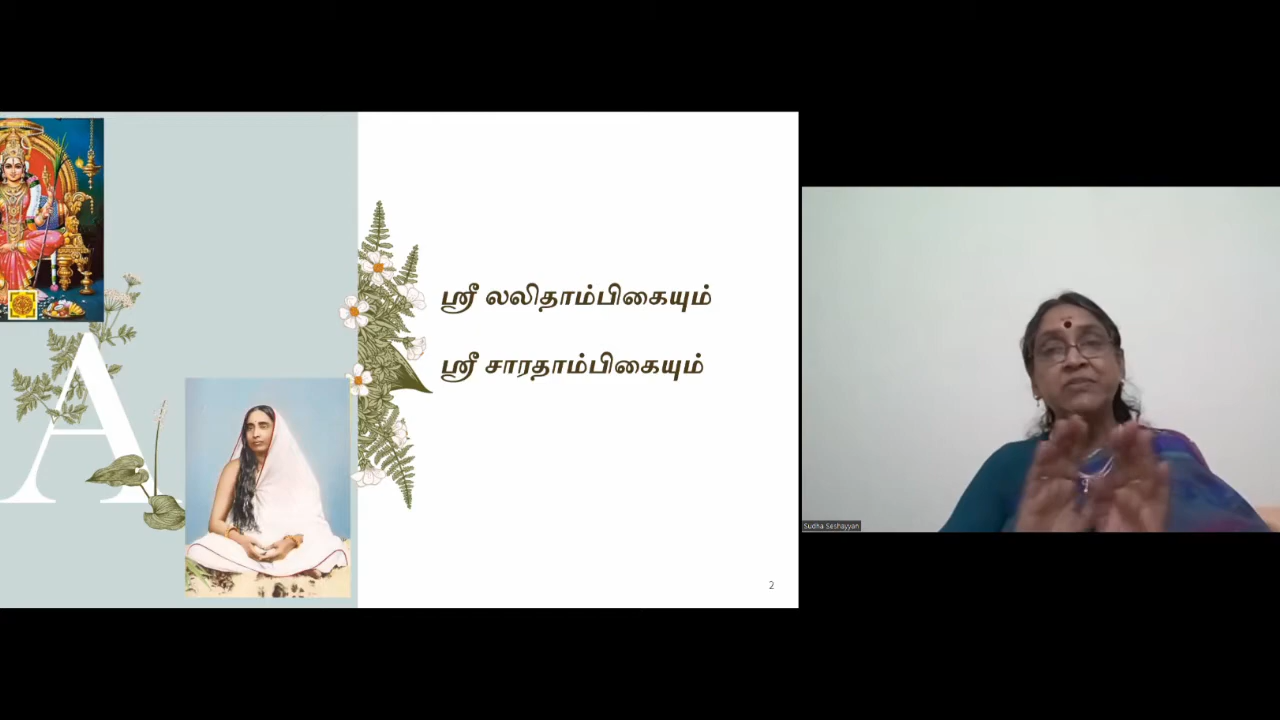 A
ஸ்ரீ லலிதாம்பிகையும்
ஸ்ரீ சாரதாம்பிகையும்
2
Sudha Seshayyan